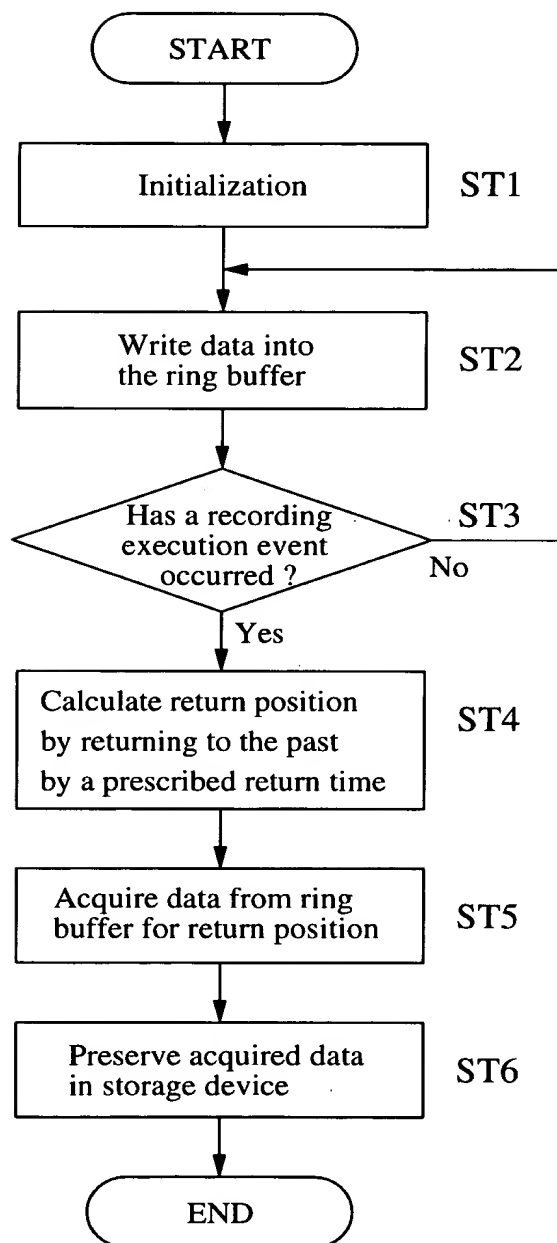 START
Initialization
ST1
Write data into
the ring buffer
ST2
Has a recording
execution event
occurred ?
ST3
No
Yes
Calculate return position
by returning to the past
by a prescribed return time
ST4
Acquire data from ring
buffer for return position
ST5
Preserve acquired data
in storage device
ST6
END